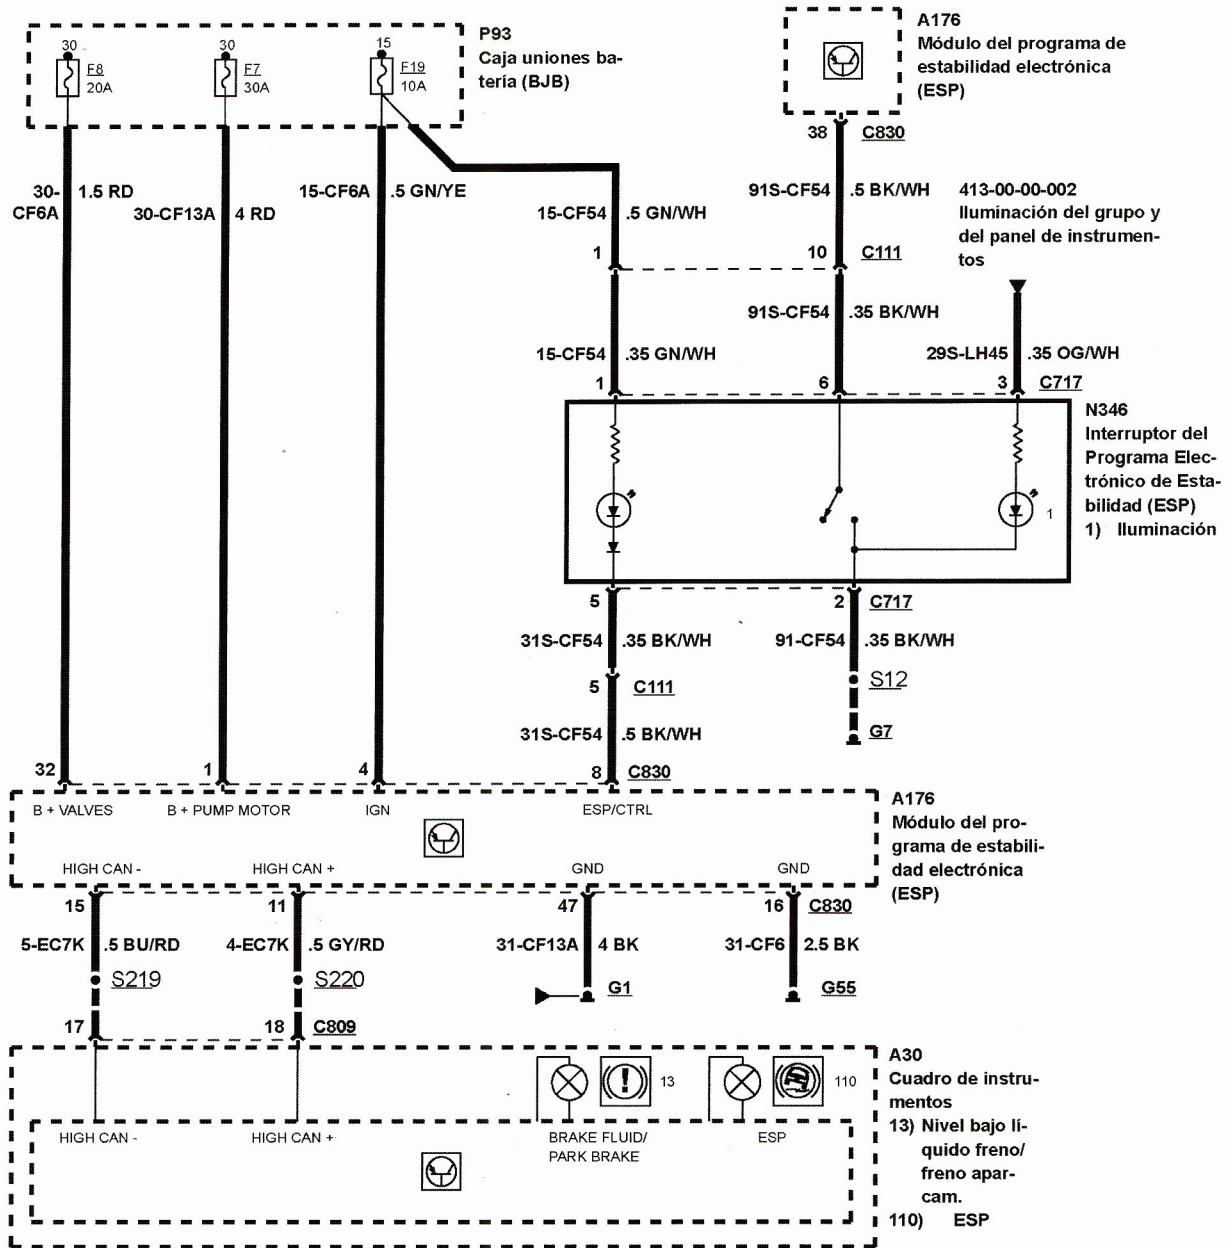 P93
Caja uniones ba-
tería (BJB)
30
F8
20A
30
F7
30A
15
F19
10A
A176
Módulo del programa de
estabilidad electrónica
(ESP)
38 C830
30-
CF6A
1.5 RD
30-CF13A 4 RD
15-CF6A .5 GN/YE
15-CF54 .5 GN/WH
91S-CF54 .5 BK/WH
413-00-00-002
Iluminación del grupo y
del panel de instrumen-
tos
1 10 C111
91S-CF54 .35 BK/WH
15-CF54 .35 GN/WH
29S-LH45 .35 OG/WH
1 6 3 C717
N346
Interruptor del
Programa Elec-
trónico de Esta-
bilidad (ESP)
1) Iluminación
1
5 2 C717
31S-CF54 .35 BK/WH
91-CF54 .35 BK/WH
S12
5 C111
G7
31S-CF54 .5 BK/WH
32 1 4 8 C830
B + VALVES B + PUMP MOTOR IGN ESP/CTRL
A176
Módulo del pro-
grama de estabili-
dad electrónica
(ESP)
HIGH CAN - HIGH CAN + GND GND
15 11 47 16 C830
5-EC7K .5 BU/RD
4-EC7K .5 GY/RD
31-CF13A 4 BK
31-CF6 2.5 BK
S219 S220 G1 G55
17 18 C809
A30
Cuadro de instru-
mentos
13) Nivel bajo lí-
quido freno/
freno apar-
cam.
110) ESP
13 110
HIGH CAN - HIGH CAN + BRAKE FLUID/
PARK BRAKE
ESP